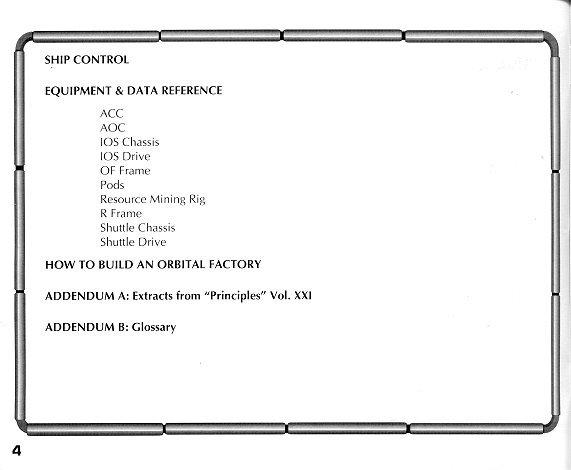 SHIP CONTROL
EQUIPMENT & DATA REFERENCE
ACC
AOC
IOS Chassis
IOS Drive
OF Frame
Pods
Resource Mining Rig
R Frame
Shuttle Chassis
Shuttle Drive
HOW TO BUILD AN ORBITAL FACTORY
ADDENDUM A: Extracts from “Principles” Vol. XXI
ADDENDUM B: Glossary
4